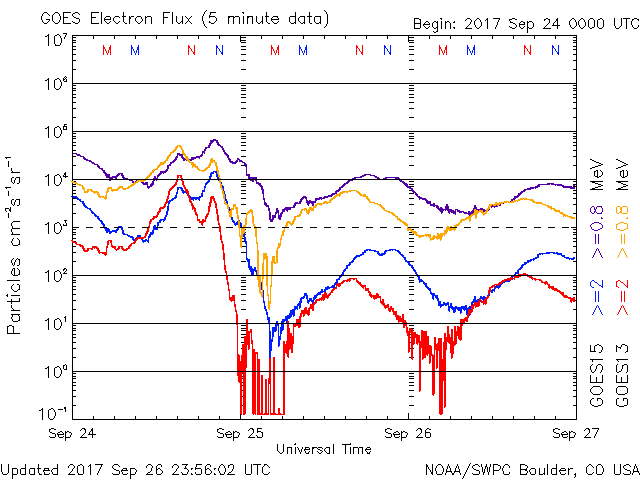 GOES Electron Flux (5 minute data)
Begin: 2017 Sep 24 0000 UTC
M M N N M M N N M M N N
10⁷
10⁶
10⁵
10⁴
10³
10²
10¹
10⁰
10⁻¹
Particles cm⁻²s⁻¹sr⁻¹
Sep 24 Sep 25 Sep 26 Sep 27
Universal Time
GOES15 >=2 >=0.8 MeV
GOES13 >=2 >=0.8 MeV
Updated 2017 Sep 26 23:56:02 UTC
NOAA/SWPC Boulder, CO USA